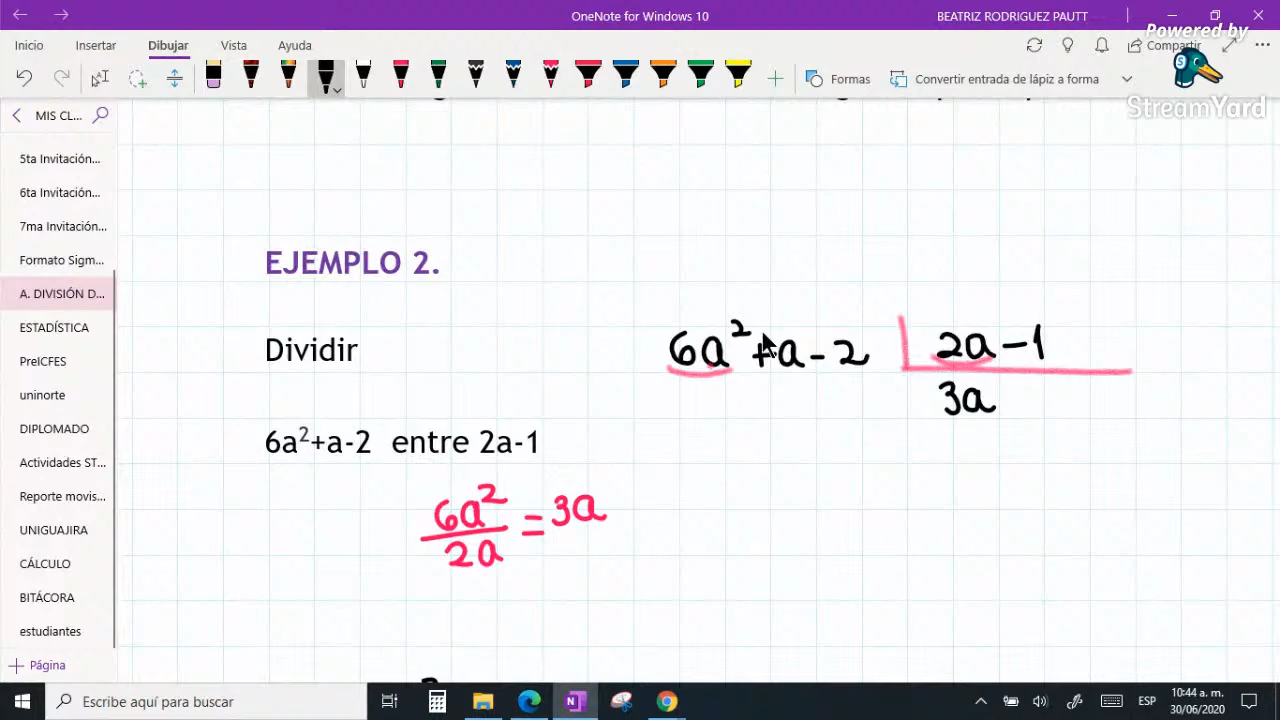 OneNote for Windows 10
BEATRIZ RODRIGUEZ PAUTT
Powered by
StreamYard
Inicio Insertar Dibujar Vista Ayuda
Compartir
Formas
Convertir entrada de lápiz a forma
MIS CL...
5ta Invitación...
6ta Invitación...
7ma Invitación...
Formato Sigm...
A. DIVISIÓN D...
ESTADÍSTICA
PreiCFES
uninorte
DIPLOMADO
Actividades ST...
Reporte movis...
UNIGUAJIRA
CÁLCULO
BITÁCORA
estudiantes
Página
EJEMPLO 2.
Dividir
6a²+a-2 entre 2a-1
6a²/2a = 3a
6a²+a-2 2a-1
3a
Escribe aquí para buscar
ESP
10:44 a. m.
30/06/2020